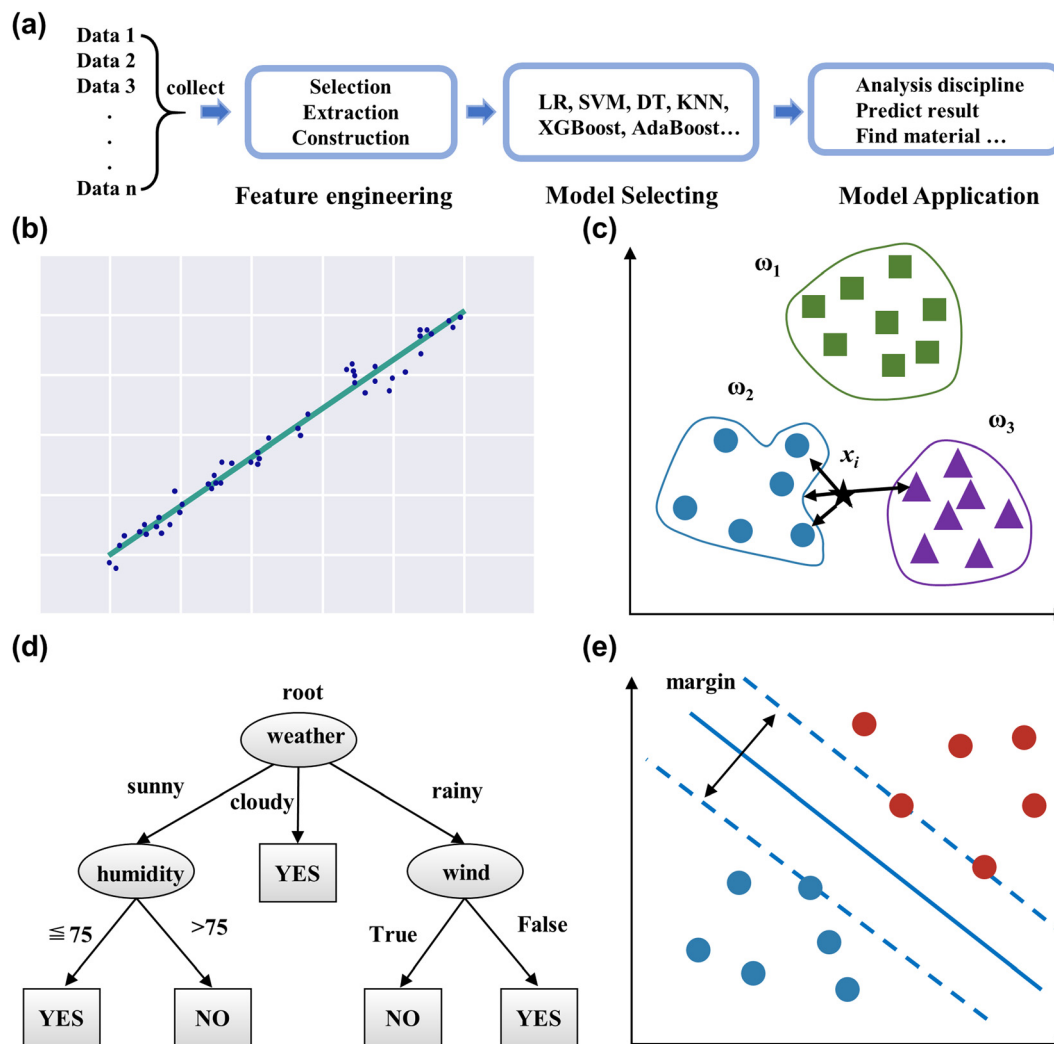 (a)
Data 1
Data 2
Data 3
.
.
.
Data n
collect
Selection
Extraction
Construction
Feature engineering
LR, SVM, DT, KNN,
XGBoost, AdaBoost…
Model Selecting
Analysis discipline
Predict result
Find material …
Model Application
(b)
(c)
ω1
ω2
ω3
xi
(d)
root
weather
sunny
cloudy
rainy
humidity
YES
wind
≦ 75
>75
True
False
YES
NO
NO
YES
(e)
margin